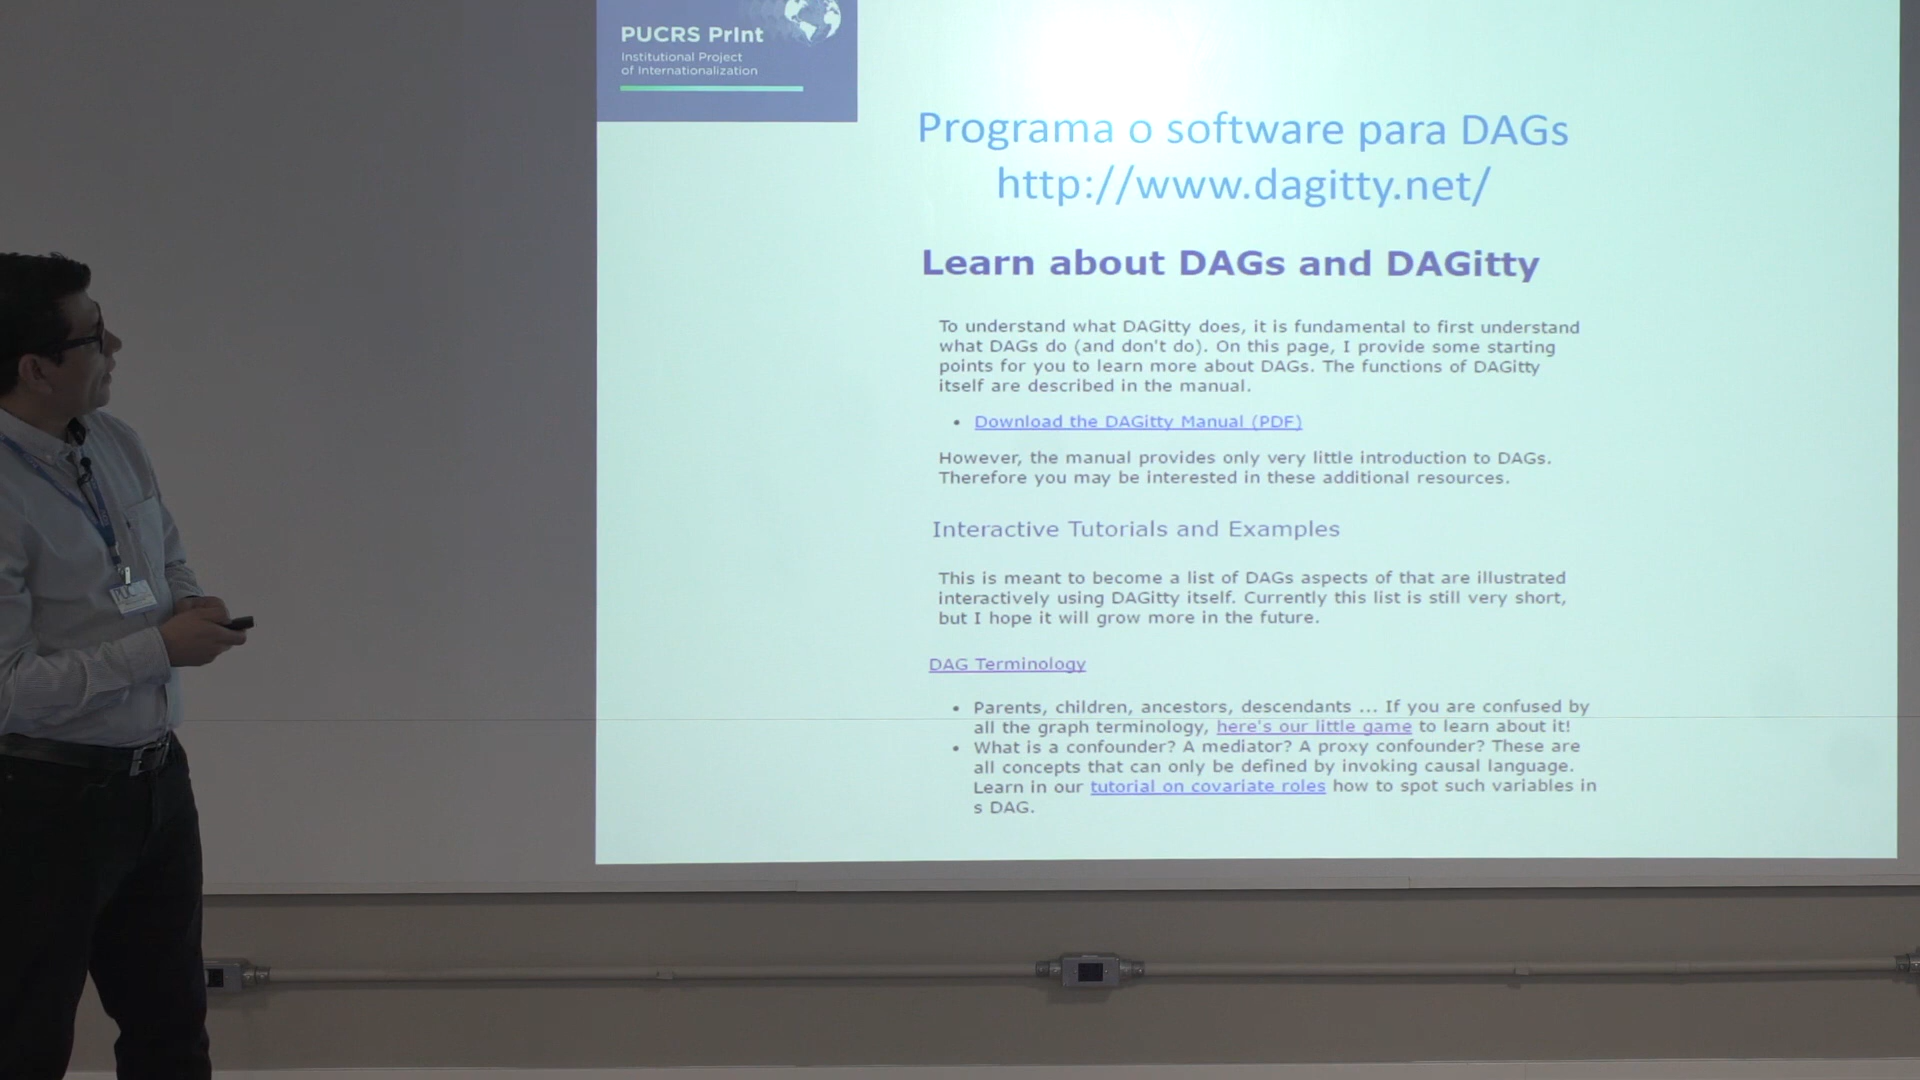 PUCRS PrInt
Institutional Project
of Internationalization
Programa o software para DAGs
http://www.dagitty.net/
Learn about DAGs and DAGitty
To understand what DAGitty does, it is fundamental to first understand
what DAGs do (and don't do). On this page, I provide some starting
points for you to learn more about DAGs. The functions of DAGitty
itself are described in the manual.
• Download the DAGitty Manual (PDF)
However, the manual provides only very little introduction to DAGs.
Therefore you may be interested in these additional resources.
Interactive Tutorials and Examples
This is meant to become a list of DAGs aspects of that are illustrated
interactively using DAGitty itself. Currently this list is still very short,
but I hope it will grow more in the future.
DAG Terminology
• Parents, children, ancestors, descendants ... If you are confused by
all the graph terminology, here's our little game to learn about it!
• What is a confounder? A mediator? A proxy confounder? These are
all concepts that can only be defined by invoking causal language.
Learn in our tutorial on covariate roles how to spot such variables in
s DAG.